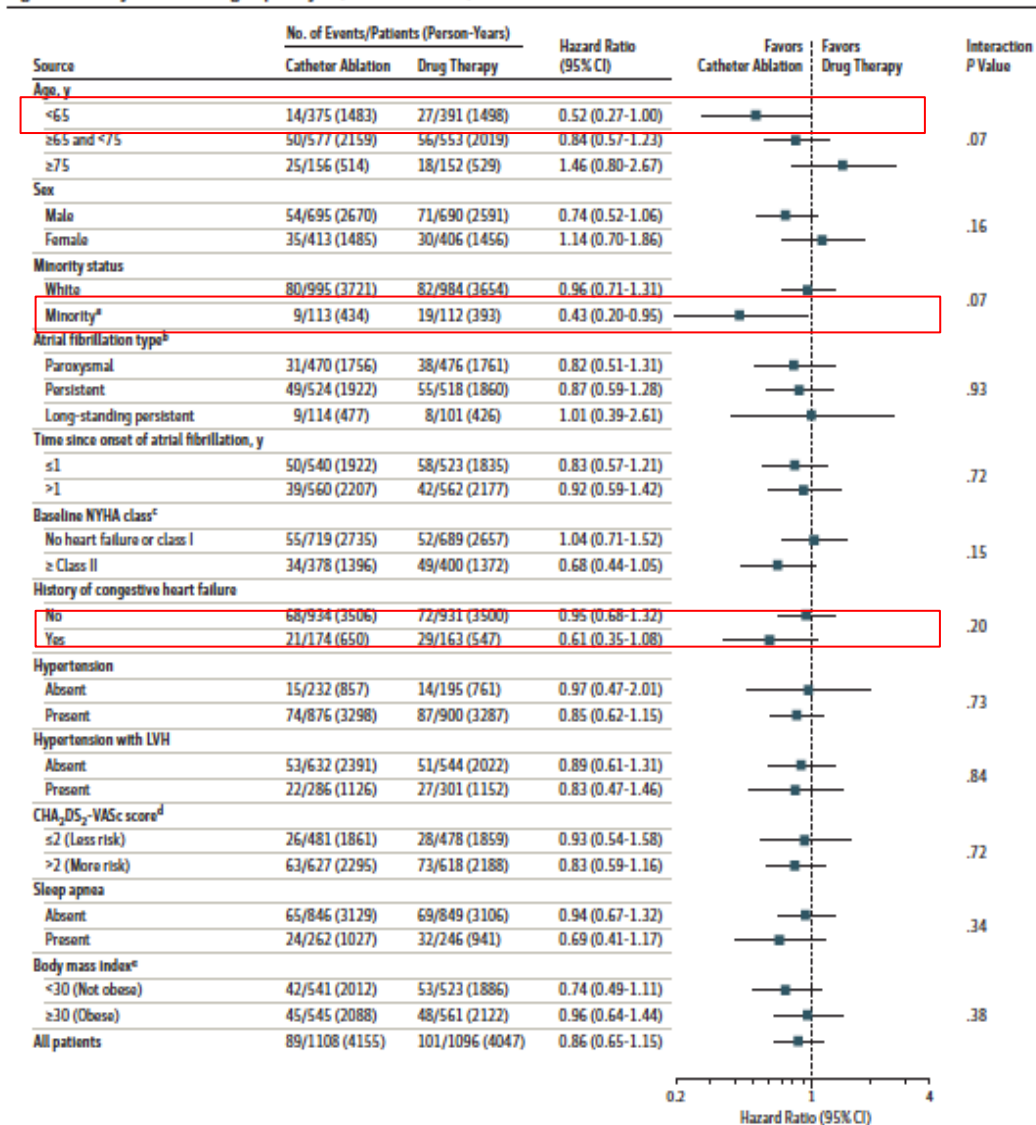 No. of Events/Patients (Person-Years)
Source Catheter Ablation Drug Therapy Hazard Ratio (95% CI) Favors Catheter Ablation Favors Drug Therapy Interaction P Value
Age, y
<65 14/375 (1483) 27/391 (1498) 0.52 (0.27-1.00)
≥65 and <75 50/577 (2159) 56/553 (2019) 0.84 (0.57-1.23) .07
≥75 25/156 (514) 18/152 (529) 1.46 (0.80-2.67)
Sex
Male 54/695 (2670) 71/690 (2591) 0.74 (0.52-1.06)
.16
Female 35/413 (1485) 30/406 (1456) 1.14 (0.70-1.86)
Minority status
White 80/995 (3721) 82/984 (3654) 0.96 (0.71-1.31)
.07
Minorityᵃ 9/113 (434) 19/112 (393) 0.43 (0.20-0.95)
Atrial fibrillation typeᵇ
Paroxysmal 31/470 (1756) 38/476 (1761) 0.82 (0.51-1.31)
Persistent 49/524 (1922) 55/518 (1860) 0.87 (0.59-1.28) .93
Long-standing persistent 9/114 (477) 8/101 (426) 1.01 (0.39-2.61)
Time since onset of atrial fibrillation, y
≤1 50/540 (1922) 58/523 (1835) 0.83 (0.57-1.21)
.72
>1 39/560 (2207) 42/562 (2177) 0.92 (0.59-1.42)
Baseline NYHA classᶜ
No heart failure or class I 55/719 (2735) 52/689 (2657) 1.04 (0.71-1.52)
.15
≥ Class II 34/378 (1396) 49/400 (1372) 0.68 (0.44-1.05)
History of congestive heart failure
No 68/934 (3506) 72/931 (3500) 0.95 (0.68-1.32)
.20
Yes 21/174 (650) 29/163 (547) 0.61 (0.35-1.08)
Hypertension
Absent 15/232 (857) 14/195 (761) 0.97 (0.47-2.01)
.73
Present 74/876 (3298) 87/900 (3287) 0.85 (0.62-1.15)
Hypertension with LVH
Absent 53/632 (2391) 51/544 (2022) 0.89 (0.61-1.31)
.84
Present 22/286 (1126) 27/301 (1152) 0.83 (0.47-1.46)
CHA₂DS₂-VASc scoreᵈ
≤2 (Less risk) 26/481 (1861) 28/478 (1859) 0.93 (0.54-1.58)
.72
>2 (More risk) 63/627 (2295) 73/618 (2188) 0.83 (0.59-1.16)
Sleep apnea
Absent 65/846 (3129) 69/849 (3106) 0.94 (0.67-1.32)
.34
Present 24/262 (1027) 32/246 (941) 0.69 (0.41-1.17)
Body mass indexᵉ
<30 (Not obese) 42/541 (2012) 53/523 (1886) 0.74 (0.49-1.11)
≥30 (Obese) 45/545 (2088) 48/561 (2122) 0.96 (0.64-1.44) .38
All patients 89/1108 (4155) 101/1096 (4047) 0.86 (0.65-1.15)
0.2 1 4
Hazard Ratio (95% CI)